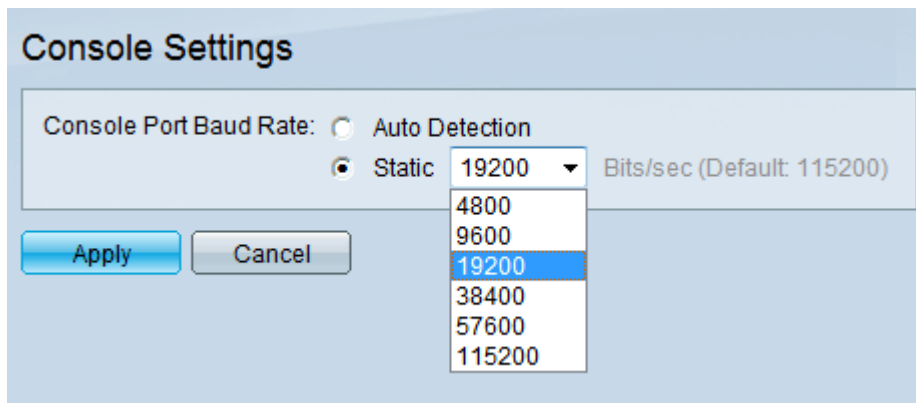 Console Settings
Console Port Baud Rate: Auto Detection
Static 19200 Bits/sec (Default: 115200)
4800
9600
19200
38400
57600
115200
Apply Cancel